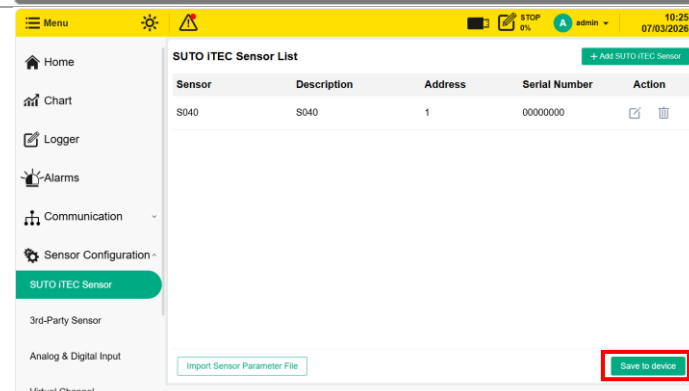 Menu
STOP
0%
A admin
10:25
07/03/2026
Home
Chart
Logger
Alarms
Communication
Sensor Configuration
SUTO iTEC Sensor
3rd-Party Sensor
Analog & Digital Input
Virtual Channel
SUTO iTEC Sensor List
+ Add SUTO iTEC Sensor
Sensor Description Address Serial Number Action
S040 S040 1 00000000
Import Sensor Parameter File
Save to device